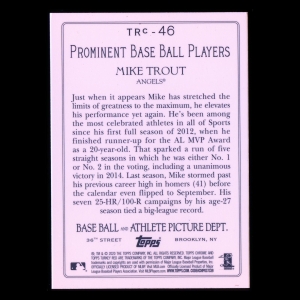 TRC - 46
PROMINENT BASE BALL PLAYERS
MIKE TROUT
ANGELS®
Just when it appears Mike has stretched the
limits of greatness to the maximum, he elevates
his performance yet again. He's been among
the most celebrated athletes in all of Sports
since his first full season of 2012, when he
finished runner-up for the AL MVP Award
as a 20-year-old. That sparked a run of five
straight seasons in which he was either No. 1
or No. 2 in the voting, including a unanimous
victory in 2014. Last season, Mike stormed past
his previous career high in homers (41) before
the calendar even flipped to September. His
seven 25-HR/100-R campaigns by his age-27
season tied a big-league record.
BASE BALL AND ATHLETE PICTURE DEPT.
36TH STREET Topps BROOKLYN, NY